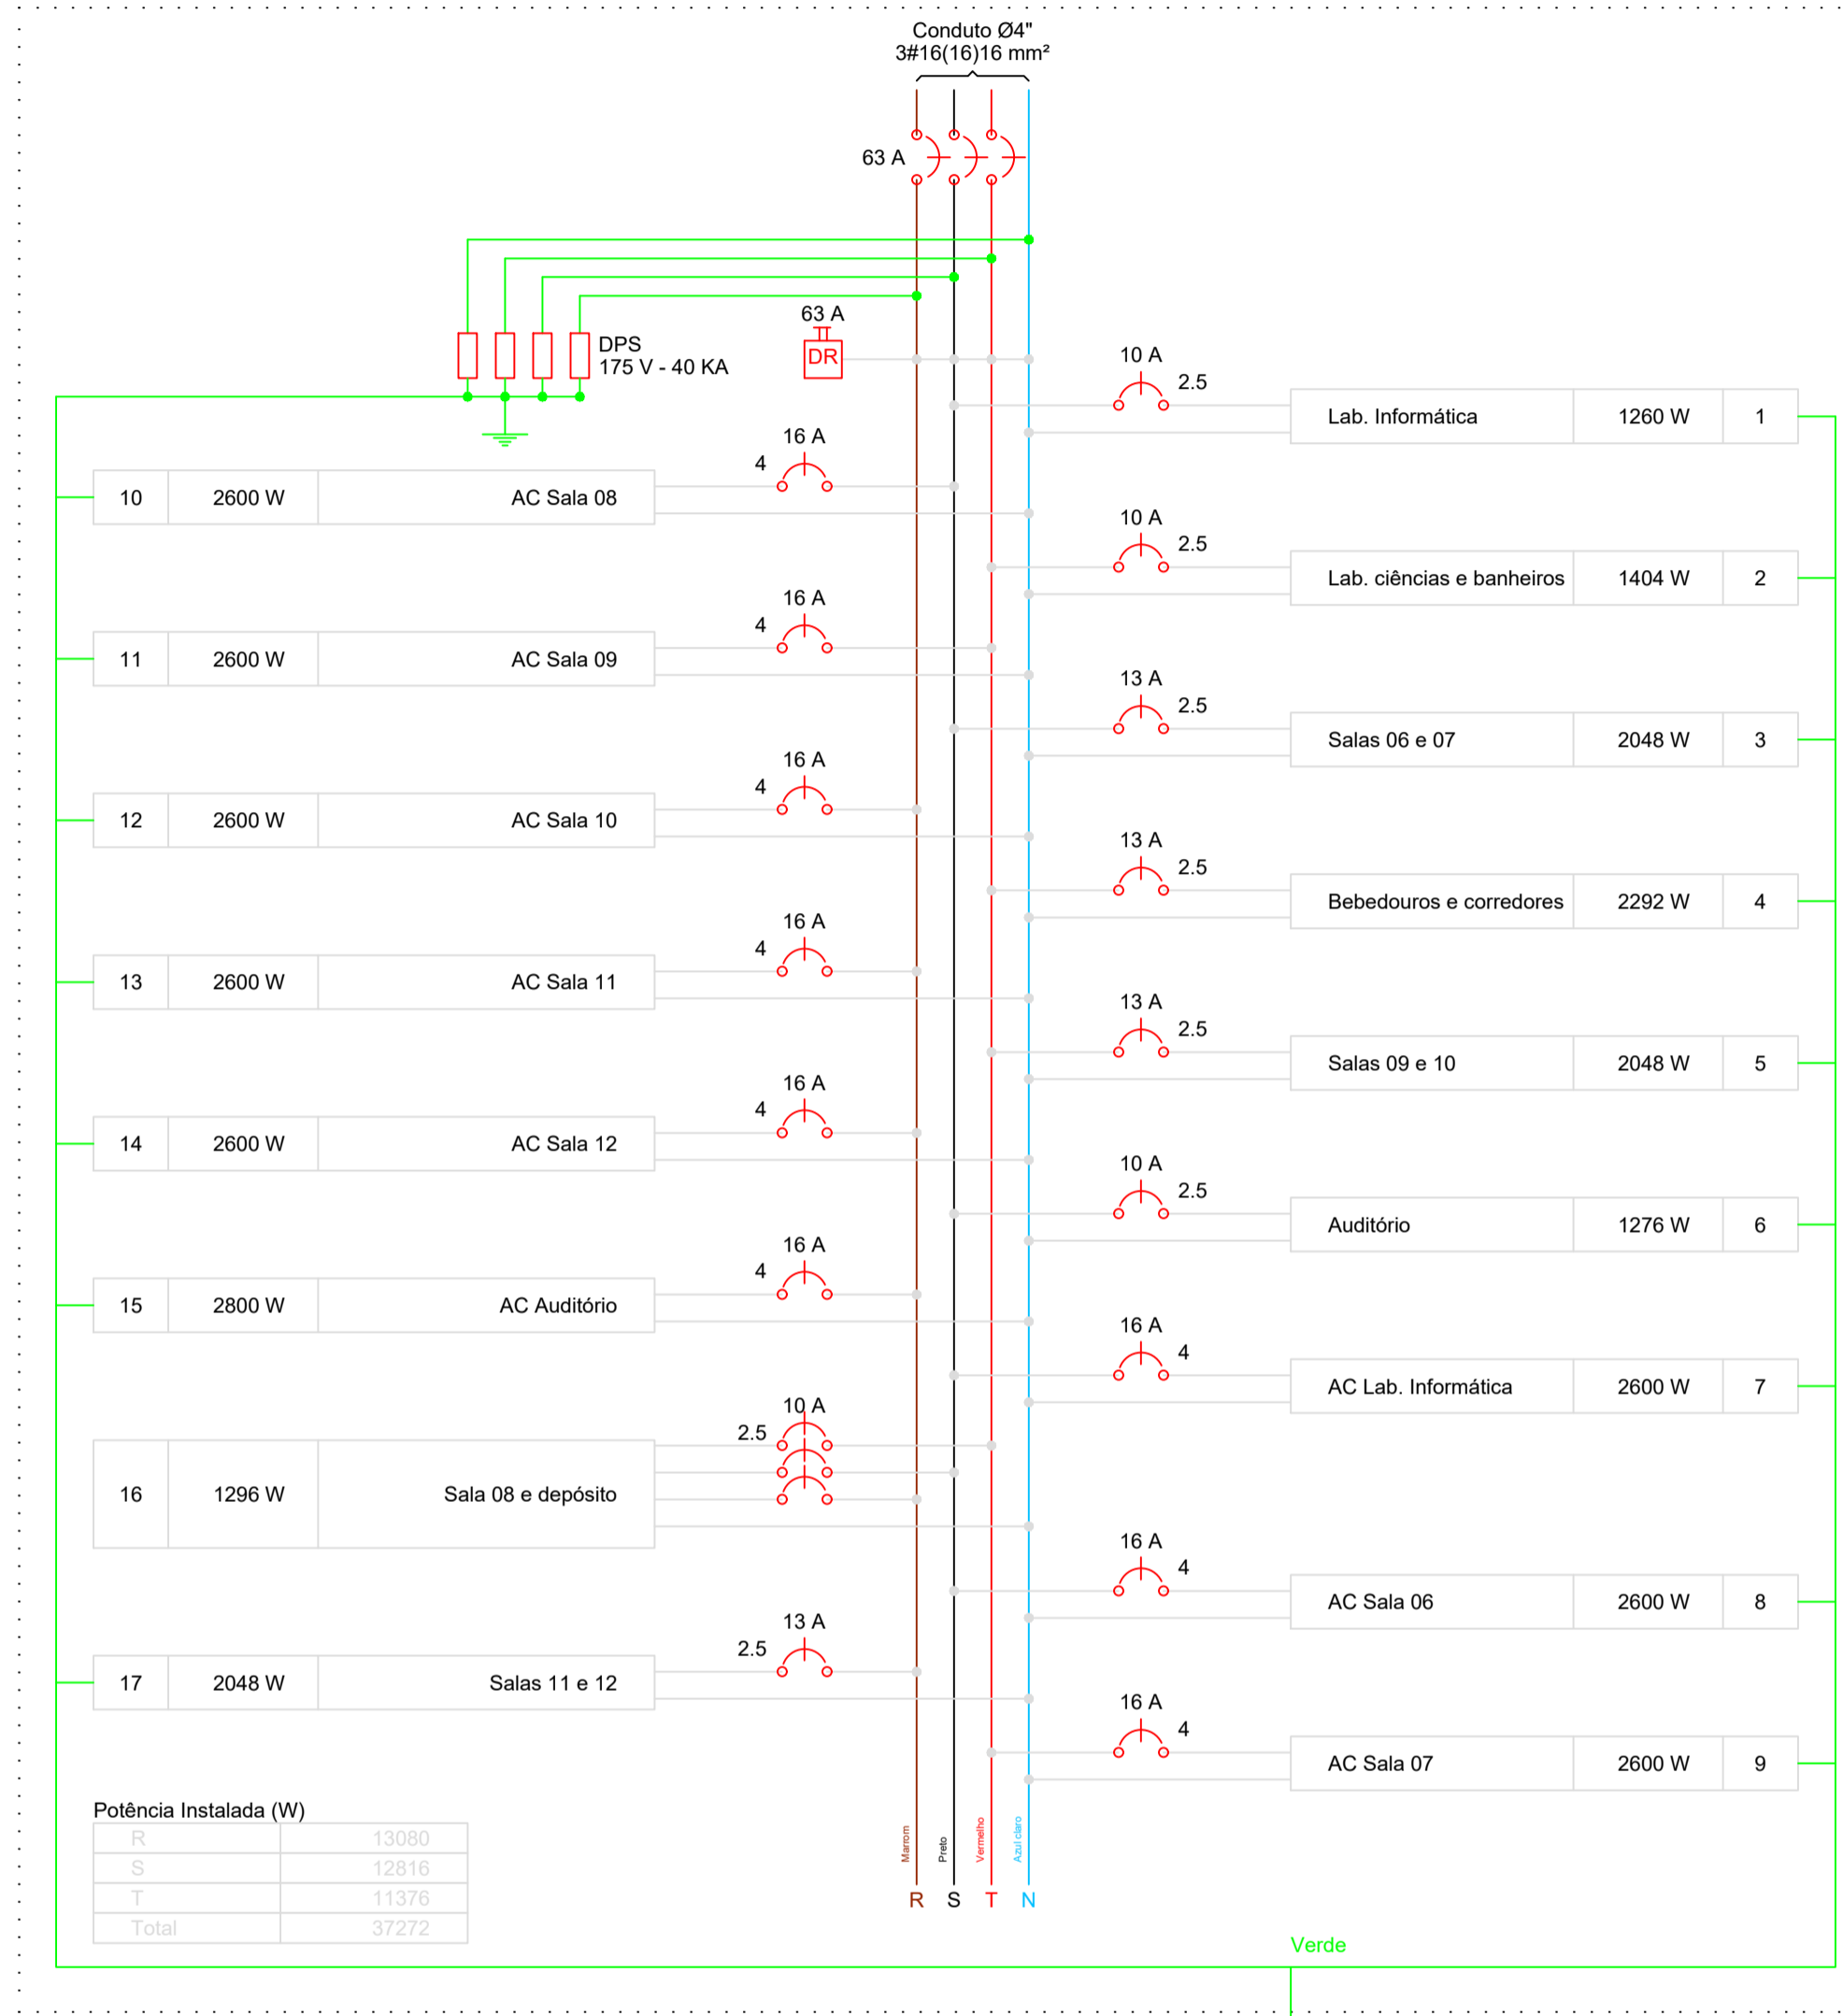 Conduto Ø4"
3#16(16)16 mm²
63 A
DPS
175 V - 40 KA
63 A
DR
10 A
2.5
Lab. Informática 1260 W 1
16 A
4
10 2600 W AC Sala 08
10 A
2.5
Lab. ciências e banheiros 1404 W 2
16 A
4
11 2600 W AC Sala 09
13 A
2.5
Salas 06 e 07 2048 W 3
16 A
4
12 2600 W AC Sala 10
13 A
2.5
Bebedouros e corredores 2292 W 4
16 A
4
13 2600 W AC Sala 11
13 A
2.5
Salas 09 e 10 2048 W 5
16 A
4
14 2600 W AC Sala 12
10 A
2.5
Auditório 1276 W 6
16 A
4
15 2800 W AC Auditório
16 A
4
AC Lab. Informática 2600 W 7
10 A
2.5
16 1296 W Sala 08 e depósito
16 A
4
AC Sala 06 2600 W 8
13 A
2.5
17 2048 W Salas 11 e 12
16 A
4
AC Sala 07 2600 W 9
Potência Instalada (W)
R 13080
S 12816
T 11376
Total 37272
Marrom
Preto
Vermelho
Azul claro
R S T N
Verde